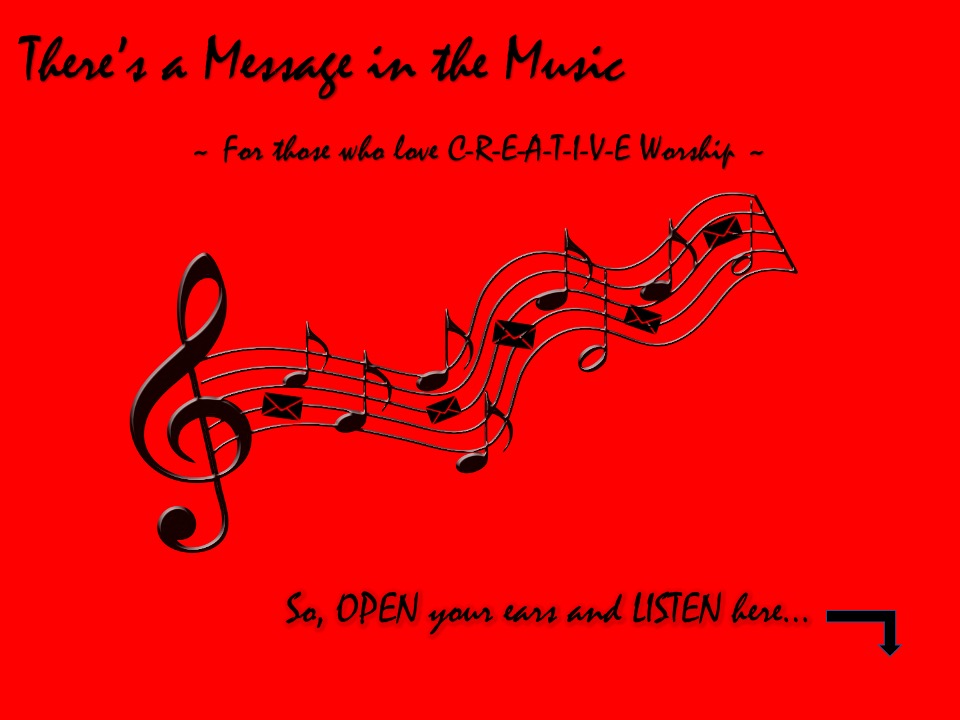 There's a Message in the Music
~ For those who love C-R-E-A-T-I-V-E Worship ~
So, OPEN your ears and LISTEN here...